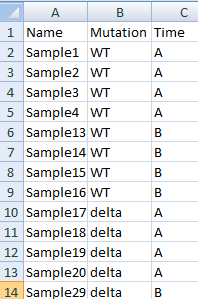 A B C
1 Name Mutation Time
2 Sample1 WT A
3 Sample2 WT A
4 Sample3 WT A
5 Sample4 WT A
6 Sample13 WT B
7 Sample14 WT B
8 Sample15 WT B
9 Sample16 WT B
10 Sample17 delta A
11 Sample18 delta A
12 Sample19 delta A
13 Sample20 delta A
14 Sample29 delta B